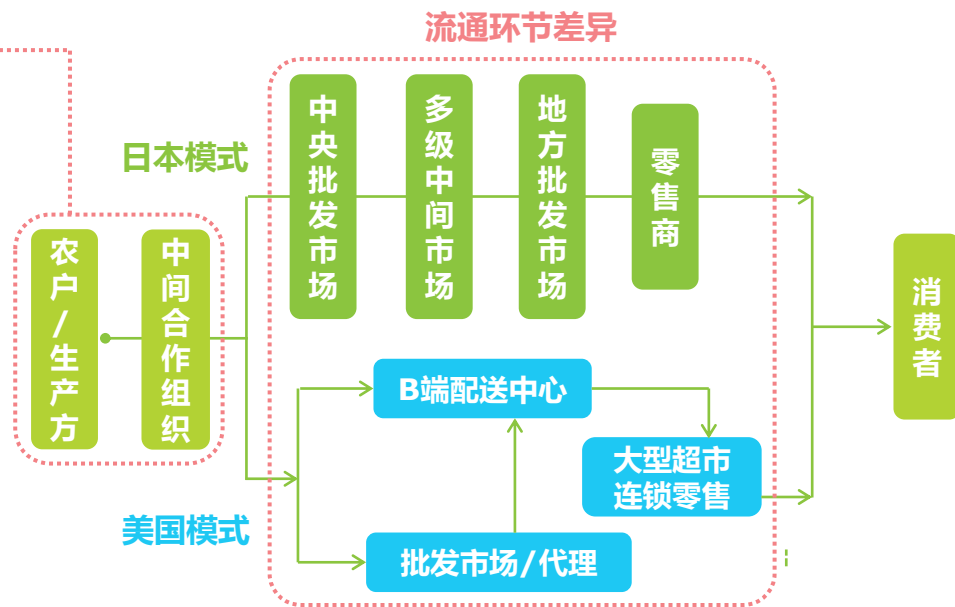 流通环节差异
日本模式
中央批发市场
多级中间市场
地方批发市场
零售商
农户/生产方
中间合作组织
消费者
B端配送中心
大型超市
连锁零售
美国模式
批发市场/代理